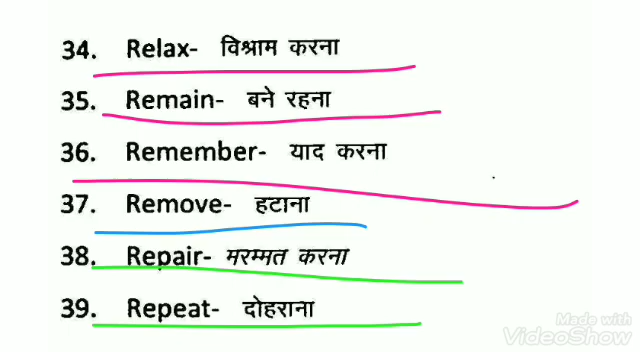 34. Relax- विश्राम करना
35. Remain- बने रहना
36. Remember- याद करना
37. Remove- हटाना
38. Repair- मरम्मत करना
39. Repeat- दोहराना
Made with
VideoShow